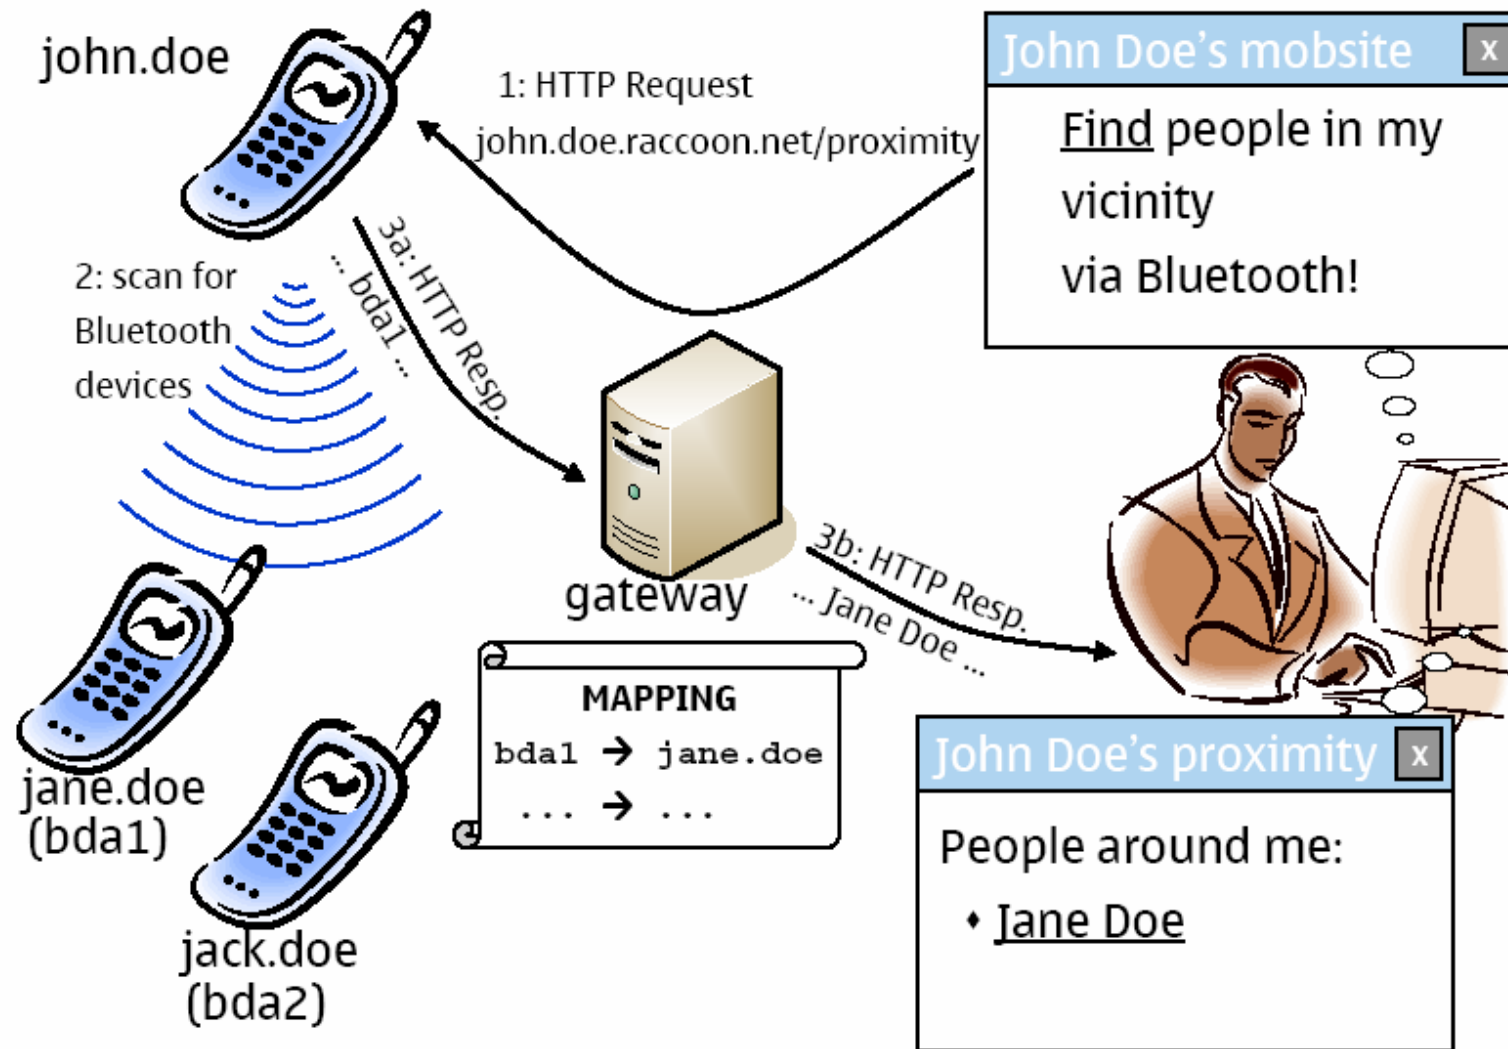 john.doe
1: HTTP Request
john.doe.raccoon.net/proximity
John Doe's mobsite
x
Find people in my
vicinity
via Bluetooth!
2: scan for
Bluetooth
devices
3a: HTTP Resp.
... bda1 ...
gateway
3b: HTTP Resp.
... Jane Doe ...
MAPPING
bda1 → jane.doe
... → ...
jane.doe
(bda1)
jack.doe
(bda2)
John Doe's proximity
x
People around me:
♦ Jane Doe